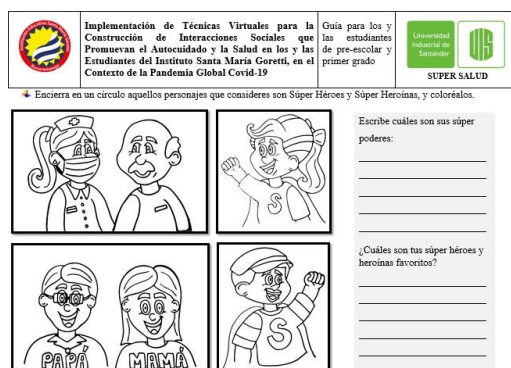 Implementación de Técnicas Virtuales para la
Construcción de Interacciones Sociales que
Promuevan el Autocuidado y la Salud en los y las
Estudiantes del Instituto Santa María Goretti, en el
Contexto de la Pandemia Global Covid-19
Guía para los y
las estudiantes
de pre-escolar y
primer grado
Universidad
Industrial de
Santander
UIS
SUPER SALUD
Encierra en un círculo aquellos personajes que consideres son Súper Héroes y Súper Heroínas, y coloréalos.
S
Escribe cuáles son sus súper
poderes:
¿Cuáles son tus súper héroes y
heroínas favoritos?
PAPÁ
MAMÁ
S